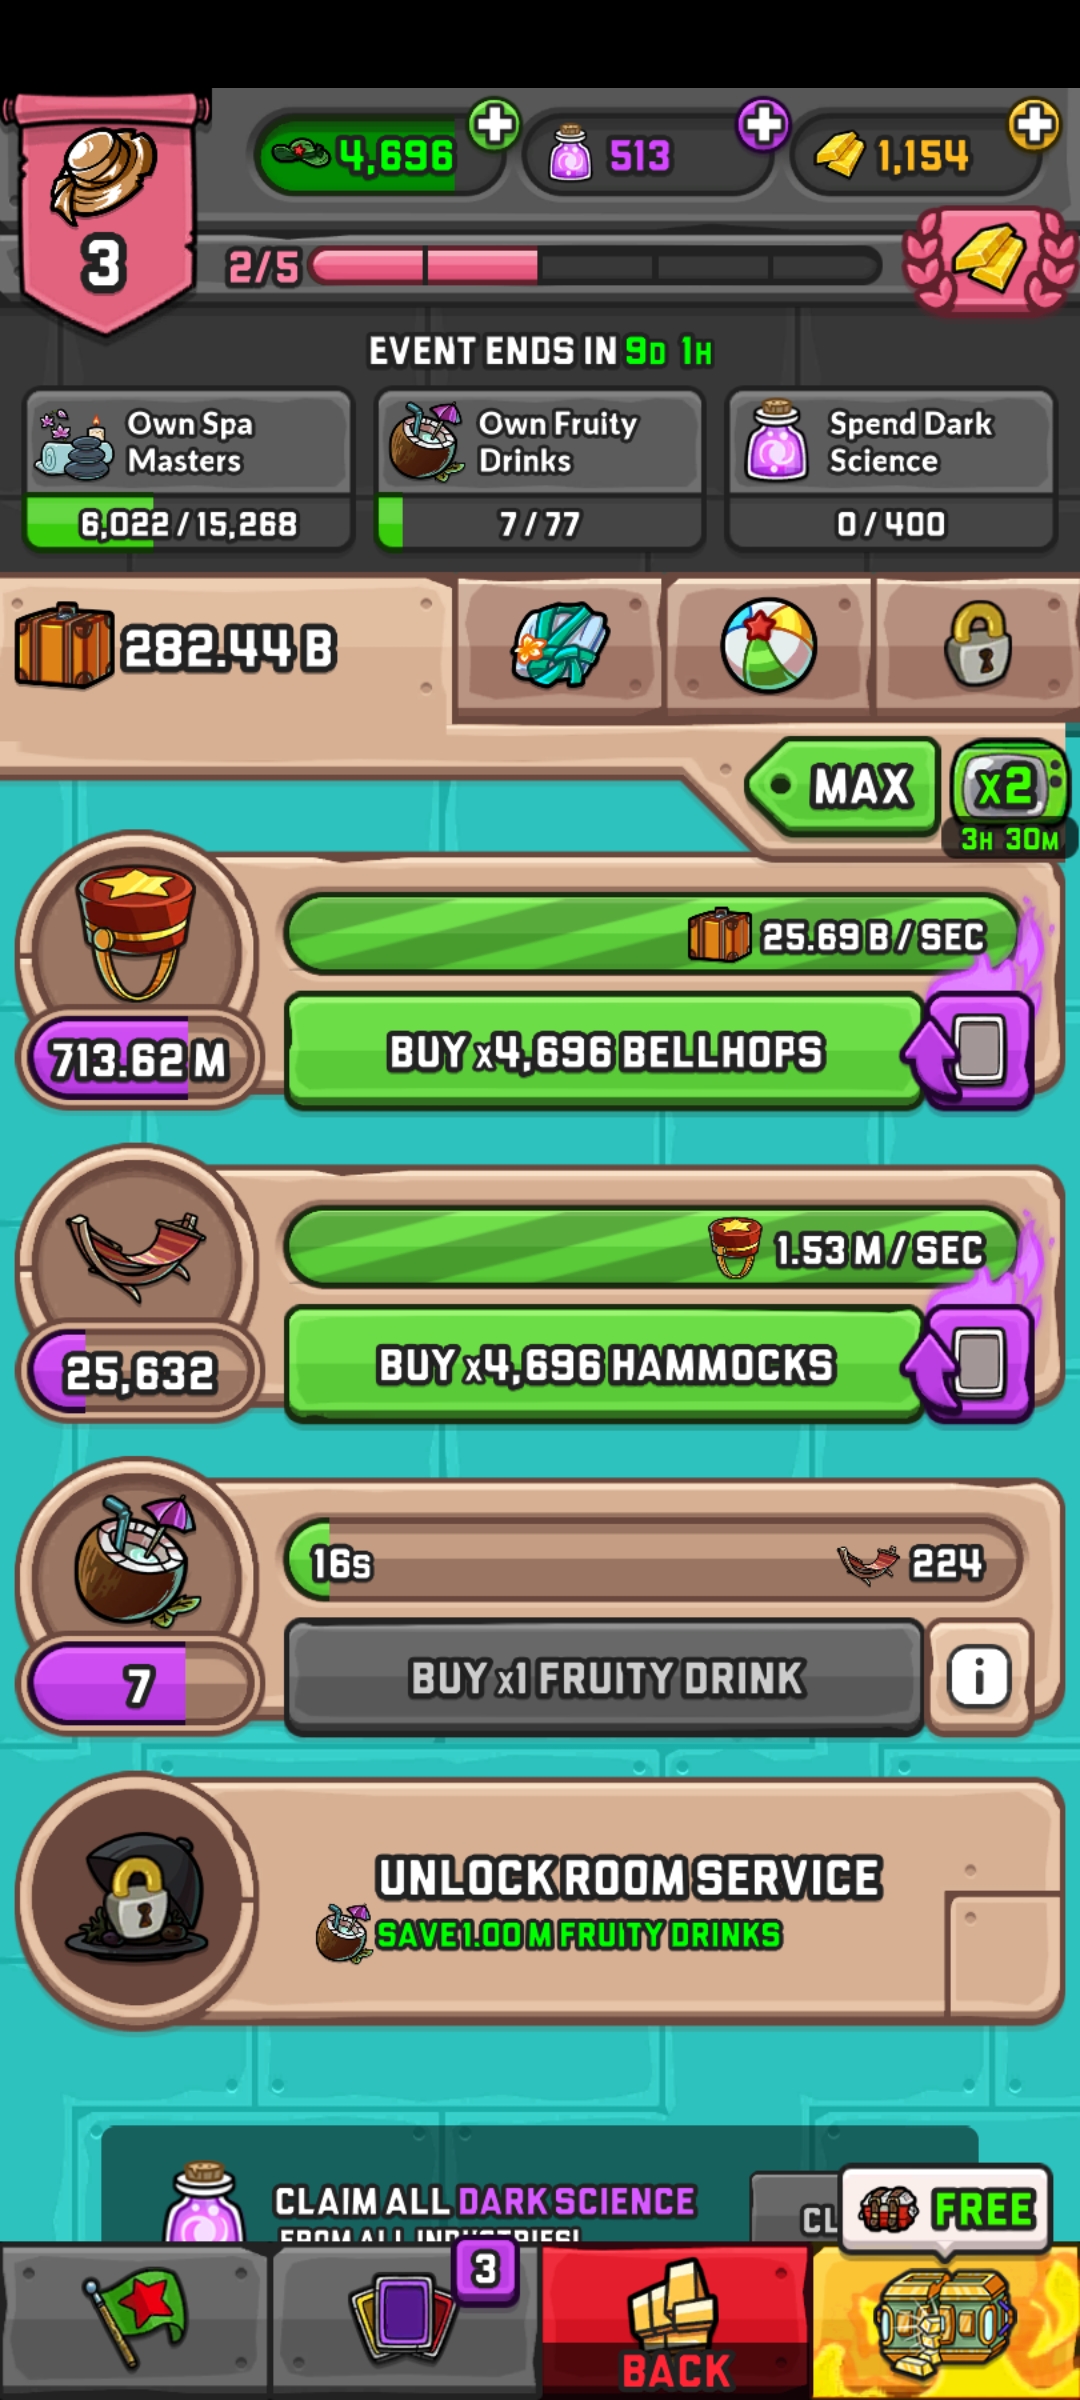 4,696
513
1,154
3
2/5
EVENT ENDS IN 9D 1H
Own Spa
Masters
6,022/15,268
Own Fruity
Drinks
7/77
Spend Dark
Science
0/400
282.44 B
MAX
x2
3H 30M
25.69 B/SEC
713.62 M
BUY x4,696 BELLHOPS
1.53 M/SEC
25,632
BUY x4,696 HAMMOCKS
16s
224
7
BUY x1 FRUITY DRINK
i
UNLOCK ROOM SERVICE
SAVE 1.00 M FRUITY DRINKS
CLAIM ALL DARK SCIENCE
FROM ALL INDUSTRIES!
FREE
3
BACK